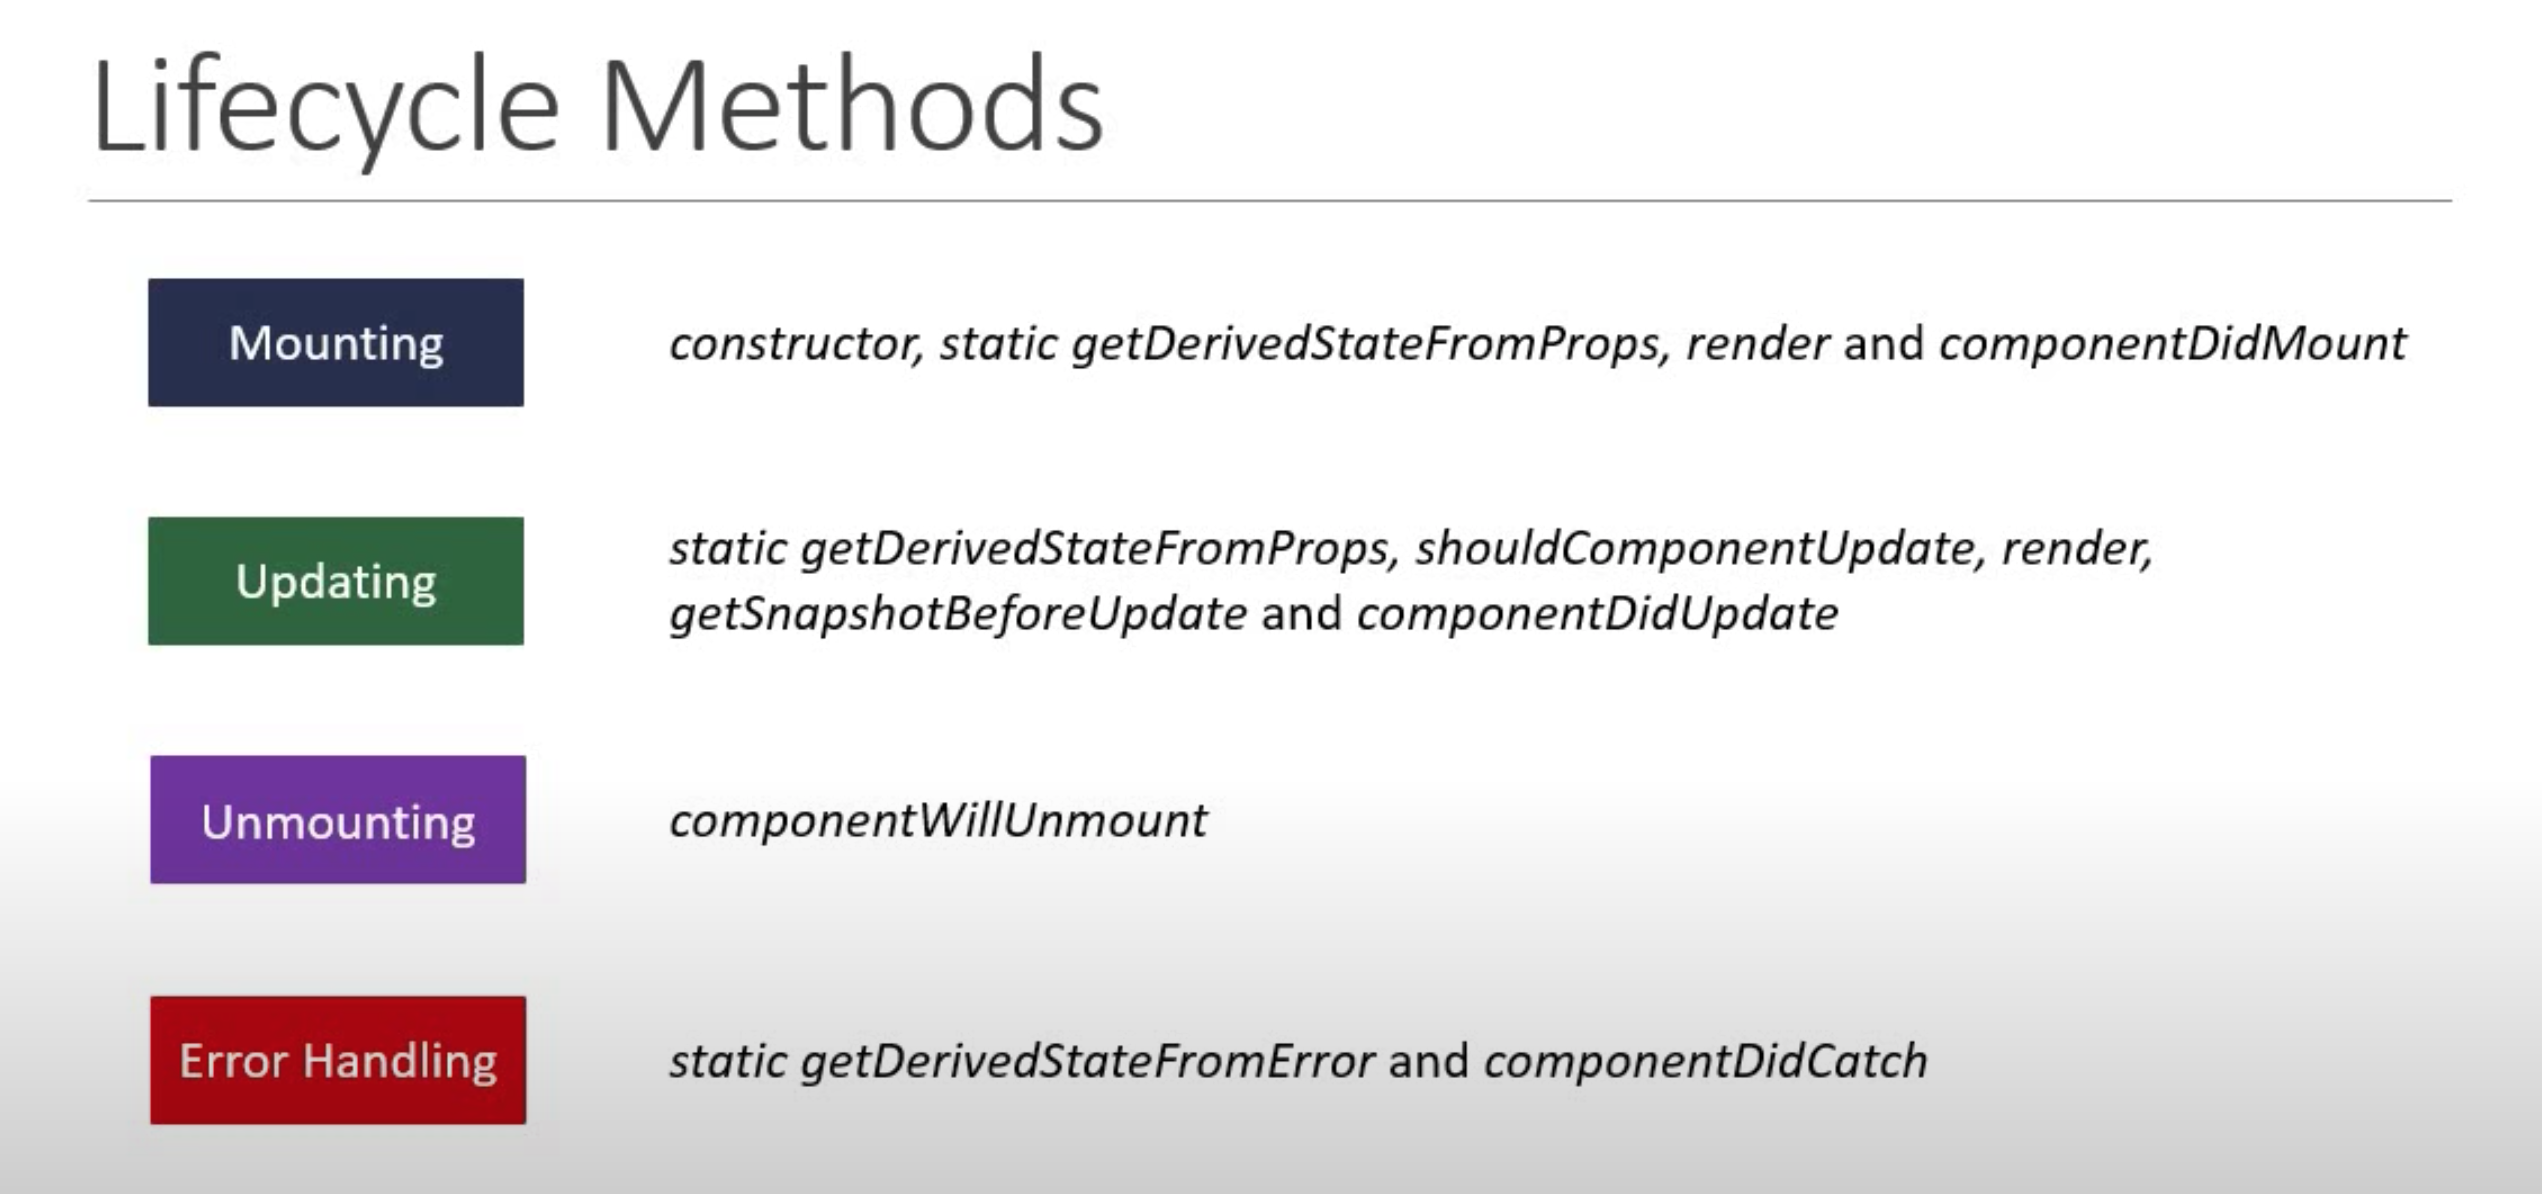 Lifecycle Methods
Mounting
constructor, static getDerivedStateFromProps, render and componentDidMount
Updating
static getDerivedStateFromProps, shouldComponentUpdate, render,
getSnapshotBeforeUpdate and componentDidUpdate
Unmounting
componentWillUnmount
Error Handling
static getDerivedStateFromError and componentDidCatch